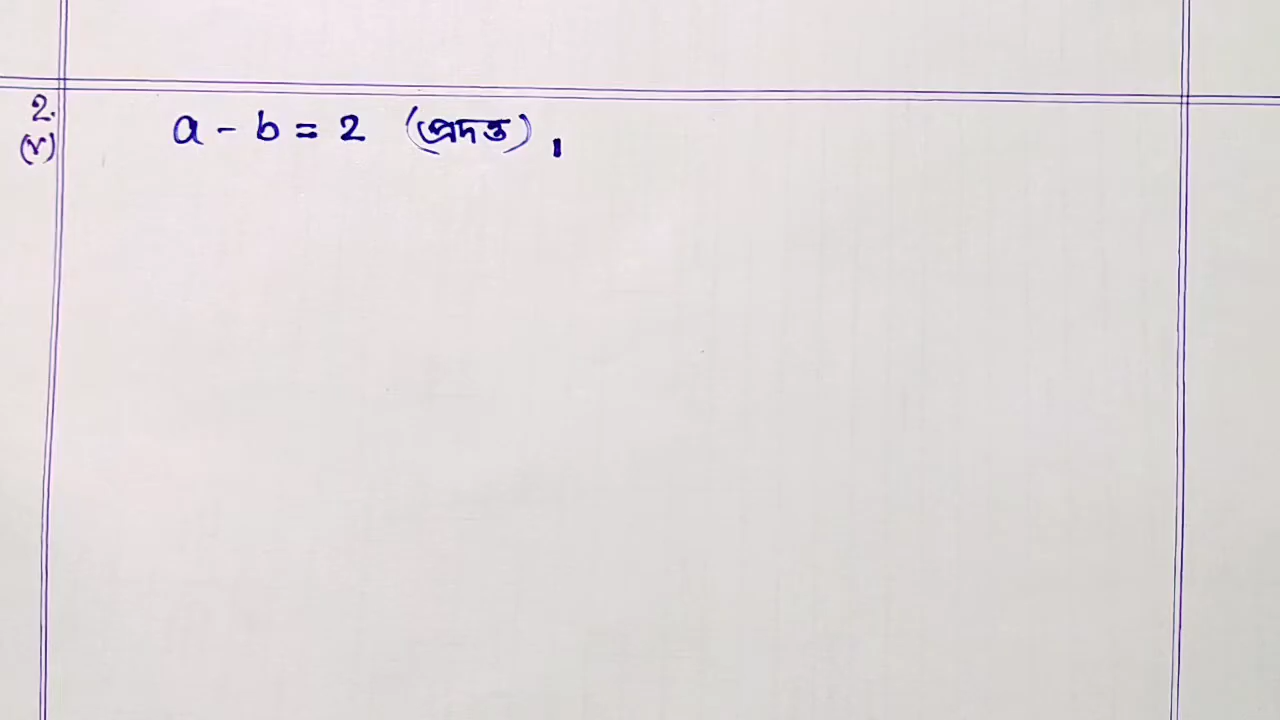 2.
(v)
a - b = 2 (প্রদত্ত) ,